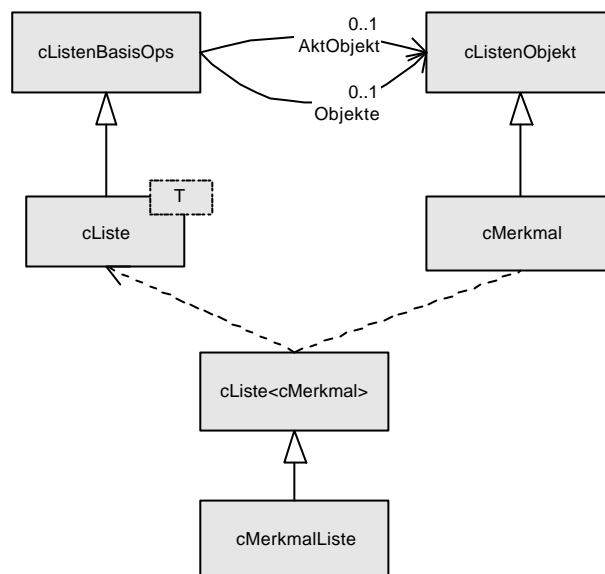 cListenBasisOps
0..1
AktObjekt
0..1
Objekte
cListenObjekt
T
cListe
cMerkmal
cListe<cMerkmal>
cMerkmalListe